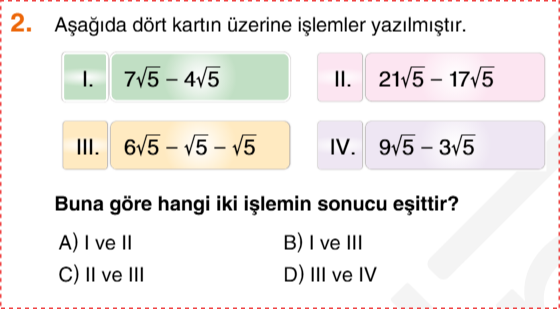 2. Aşağıda dört kartın üzerine işlemler yazılmıştır.
I. 7√5 – 4√5
II. 21√5 – 17√5
III. 6√5 – √5 – √5
IV. 9√5 – 3√5
Buna göre hangi iki işlemin sonucu eşittir?
A) I ve II
B) I ve III
C) II ve III
D) III ve IV